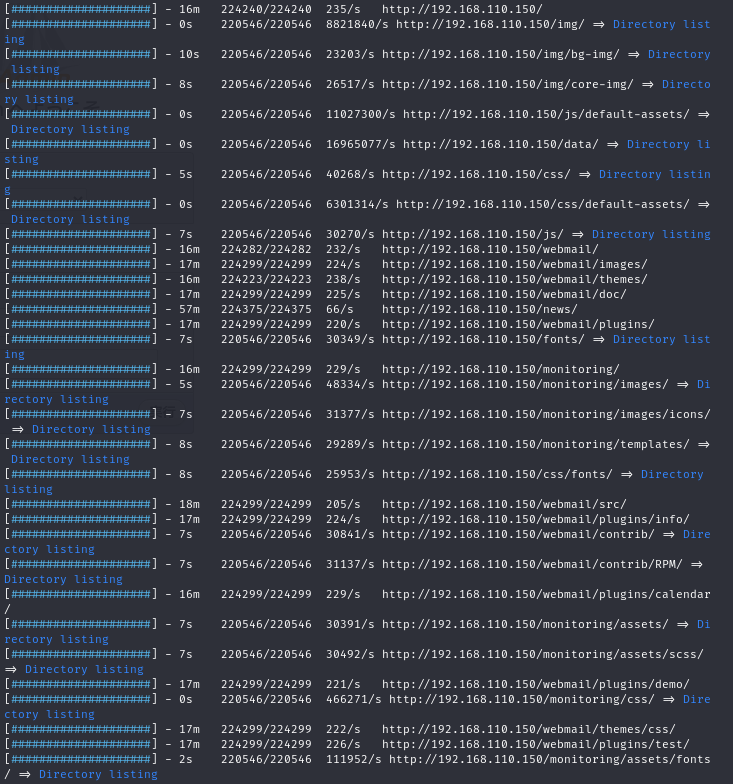 [####################] - 16m   224240/224240  235/s   http://192.168.110.150/
[####################] - 0s    220546/220546  8821840/s http://192.168.110.150/img/ => Directory list
ing
[####################] - 10s   220546/220546  23203/s http://192.168.110.150/img/bg-img/ => Directory
 listing
[####################] - 8s    220546/220546  26517/s http://192.168.110.150/img/core-img/ => Directo
ry listing
[####################] - 0s    220546/220546  11027300/s http://192.168.110.150/js/default-assets/ =>
 Directory listing
[####################] - 0s    220546/220546  16965077/s http://192.168.110.150/data/ => Directory li
sting
[####################] - 5s    220546/220546  40268/s http://192.168.110.150/css/ => Directory listin
g
[####################] - 0s    220546/220546  6301314/s http://192.168.110.150/css/default-assets/ =>
 Directory listing
[####################] - 7s    220546/220546  30270/s http://192.168.110.150/js/ => Directory listing
[####################] - 16m   224282/224282  232/s   http://192.168.110.150/webmail/
[####################] - 17m   224299/224299  224/s   http://192.168.110.150/webmail/images/
[####################] - 16m   224223/224223  238/s   http://192.168.110.150/webmail/themes/
[####################] - 17m   224299/224299  225/s   http://192.168.110.150/webmail/doc/
[####################] - 57m   224375/224375  66/s    http://192.168.110.150/news/
[####################] - 17m   224299/224299  220/s   http://192.168.110.150/webmail/plugins/
[####################] - 7s    220546/220546  30349/s http://192.168.110.150/fonts/ => Directory list
ing
[####################] - 16m   224299/224299  229/s   http://192.168.110.150/monitoring/
[####################] - 5s    220546/220546  48334/s http://192.168.110.150/monitoring/images/ => Di
rectory listing
[####################] - 7s    220546/220546  31377/s http://192.168.110.150/monitoring/images/icons/
 => Directory listing
[####################] - 8s    220546/220546  29289/s http://192.168.110.150/monitoring/templates/ =>
 Directory listing
[####################] - 8s    220546/220546  25953/s http://192.168.110.150/css/fonts/ => Directory
listing
[####################] - 18m   224299/224299  205/s   http://192.168.110.150/webmail/src/
[####################] - 17m   224299/224299  224/s   http://192.168.110.150/webmail/plugins/info/
[####################] - 7s    220546/220546  30841/s http://192.168.110.150/webmail/contrib/ => Dire
ctory listing
[####################] - 7s    220546/220546  31137/s http://192.168.110.150/webmail/contrib/RPM/ =>
Directory listing
[####################] - 16m   224299/224299  229/s   http://192.168.110.150/webmail/plugins/calendar
/
[####################] - 7s    220546/220546  30391/s http://192.168.110.150/monitoring/assets/ => Di
rectory listing
[####################] - 7s    220546/220546  30492/s http://192.168.110.150/monitoring/assets/scss/
=> Directory listing
[####################] - 17m   224299/224299  221/s   http://192.168.110.150/webmail/plugins/demo/
[####################] - 0s    220546/220546  466271/s http://192.168.110.150/monitoring/css/ => Dire
ctory listing
[####################] - 17m   224299/224299  222/s   http://192.168.110.150/webmail/themes/css/
[####################] - 17m   224299/224299  226/s   http://192.168.110.150/webmail/plugins/test/
[####################] - 2s    220546/220546  111952/s http://192.168.110.150/monitoring/assets/fonts
/ => Directory listing